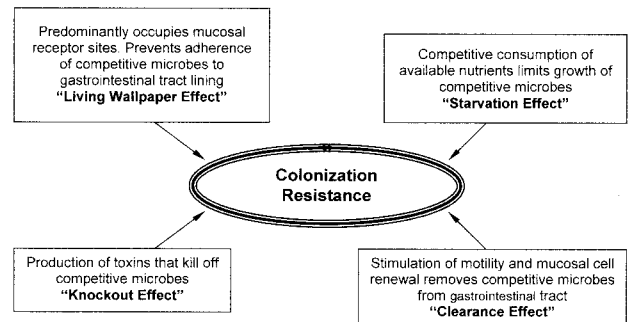 Predominantly occupies mucosal
receptor sites. Prevents adherence
of competitive microbes to
gastrointestinal tract lining
“Living Wallpaper Effect”
Competitive consumption of
available nutrients limits growth of
competitive microbes
“Starvation Effect”
Colonization
Resistance
Production of toxins that kill off
competitive microbes
“Knockout Effect”
Stimulation of motility and mucosal cell
renewal removes competitive microbes
from gastrointestinal tract
“Clearance Effect”